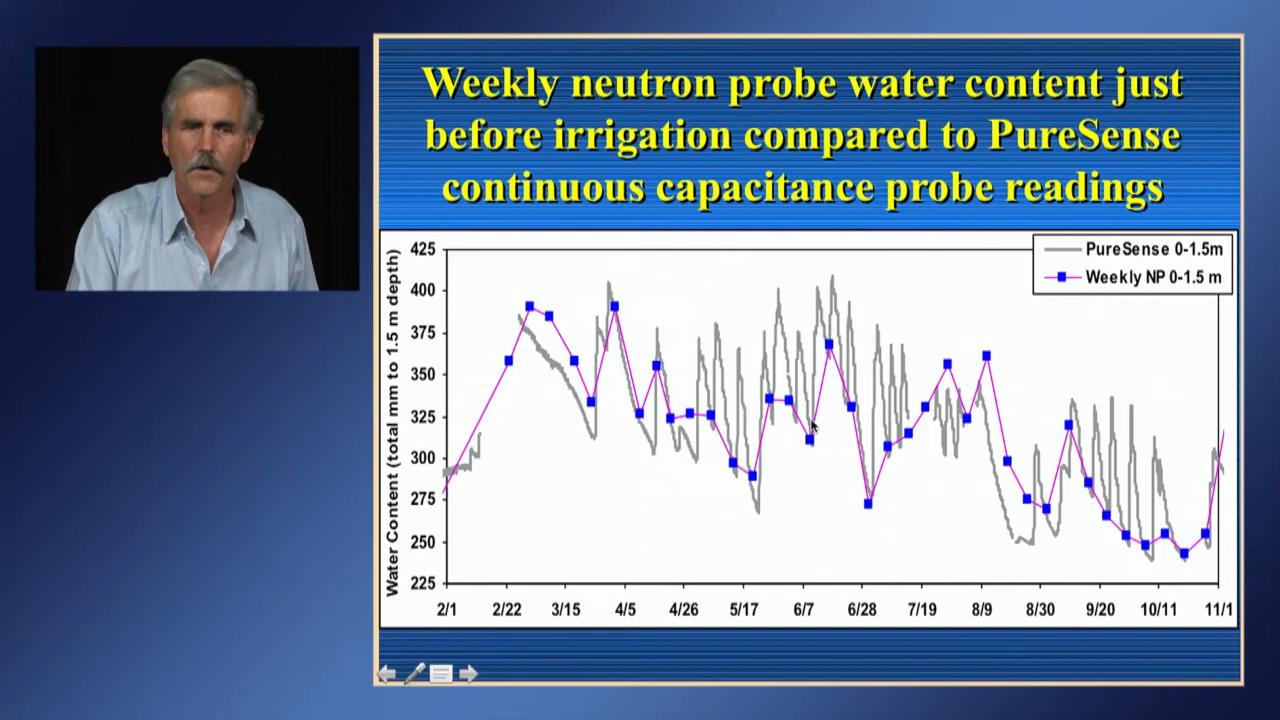 Weekly neutron probe water content just
before irrigation compared to PureSense
continuous capacitance probe readings
Water Content (total mm to 1.5 m depth)
425
400
375
350
325
300
275
250
225
PureSense 0-1.5m
Weekly NP 0-1.5 m
2/1 2/22 3/15 4/5 4/26 5/17 6/7 6/28 7/19 8/9 8/30 9/20 10/11 11/1